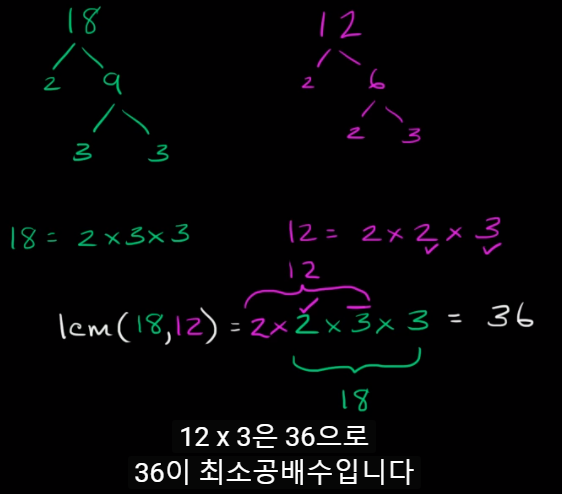 18 12
2 9 2 6
3 3 2 3
18 = 2 × 3 × 3 12 = 2 × 2 × 3
12
lcm(18,12) = 2 × 2 × 3 × 3 = 36
18
12 x 3은 36으로
36이 최소공배수입니다